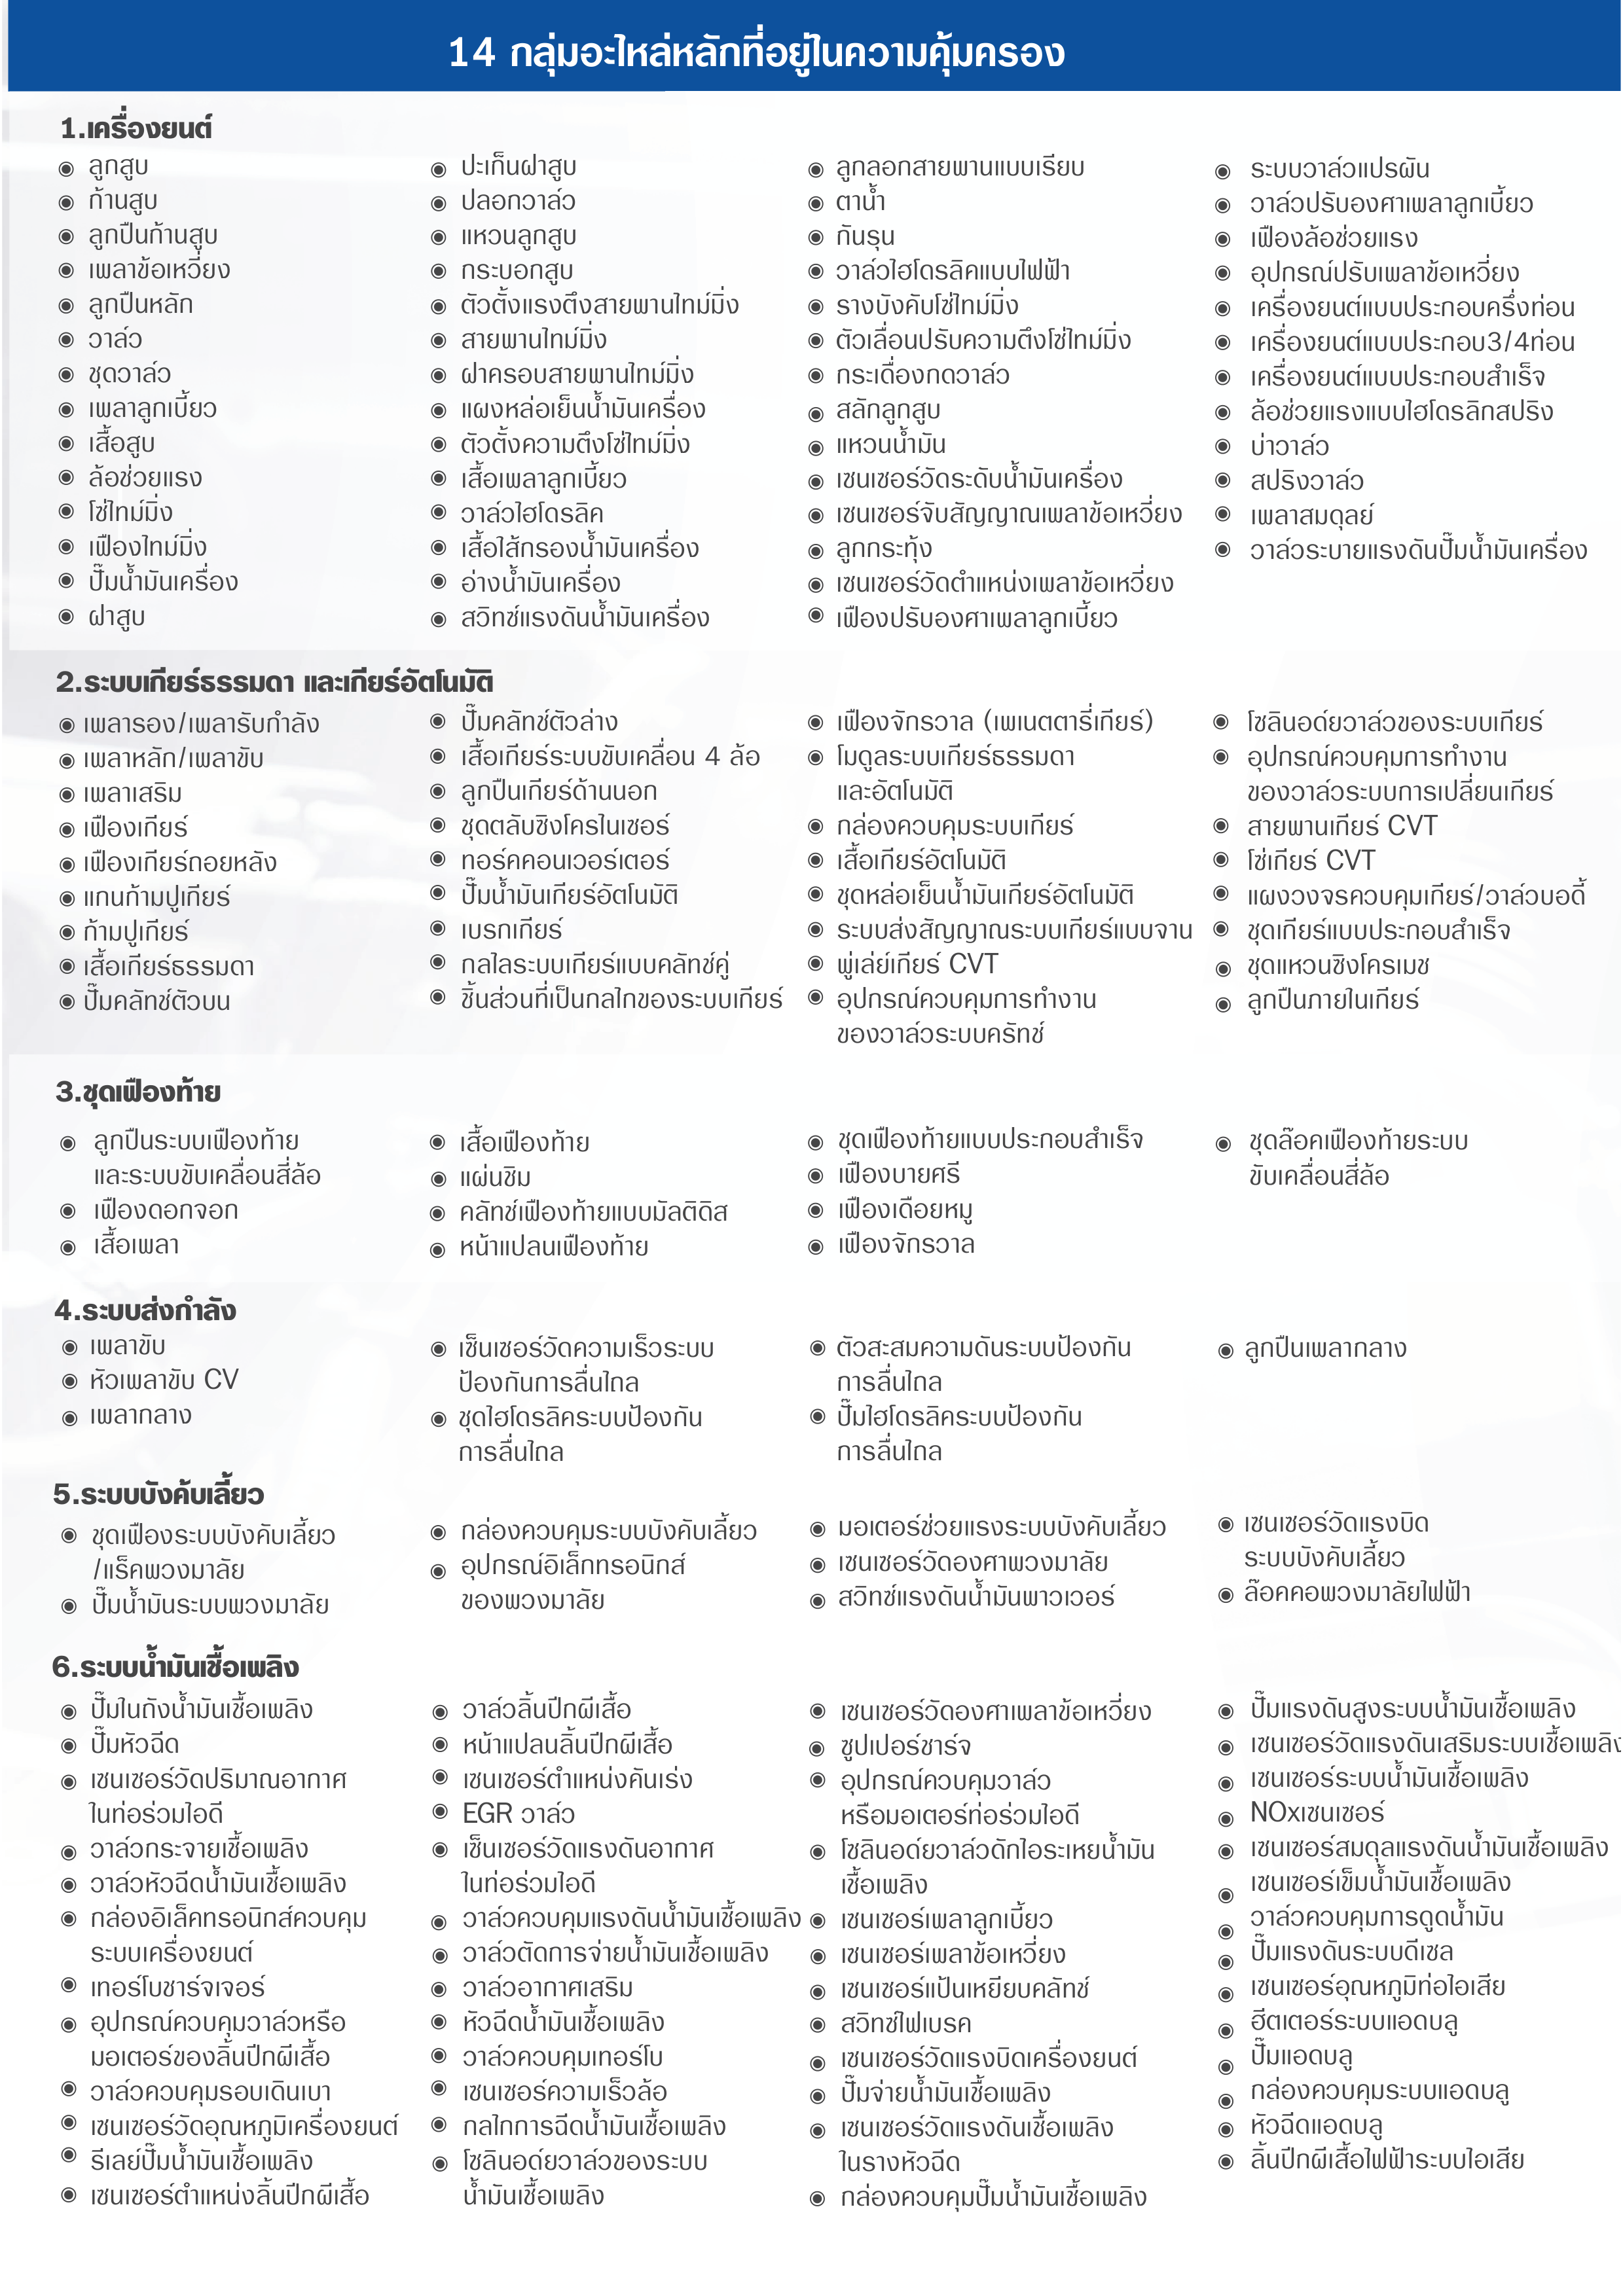 14 กลุ่มอะไหล่หลักที่อยู่ในความคุ้มครอง
1.เครื่องยนต์
ลูกสูบ
ก้านสูบ
ลูกปืนก้านสูบ
เพลาข้อเหวี่ยง
ลูกปืนหลัก
วาล์ว
ชุดวาล์ว
เพลาลูกเบี้ยว
เสื้อสูบ
ล้อช่วยแรง
โซ่ไทม์มิ่ง
เฟืองไทม์มิ่ง
ปั๊มน้ำมันเครื่อง
ฝาสูบ
ปะเก็นฝาสูบ
ปลอกวาล์ว
แหวนลูกสูบ
กระบอกสูบ
ตัวตั้งแรงตึงสายพานไทม์มิ่ง
สายพานไทม์มิ่ง
ฝาครอบสายพานไทม์มิ่ง
แผงหล่อเย็นน้ำมันเครื่อง
ตัวตั้งความตึงโซ่ไทม์มิ่ง
เสื้อเพลาลูกเบี้ยว
วาล์วไฮโดรลิค
เสื้อไส้กรองน้ำมันเครื่อง
อ่างน้ำมันเครื่อง
สวิทซ์แรงดันน้ำมันเครื่อง
ลูกลอกสายพานแบบเรียบ
ตาน้ำ
กันรุน
วาล์วไฮโดรลิคแบบไฟฟ้า
รางบังคับโซ่ไทม์มิ่ง
ตัวเลื่อนปรับความตึงโซ่ไทม์มิ่ง
กระเดื่องกดวาล์ว
สลักลูกสูบ
แหวนน้ำมัน
เซนเซอร์วัดระดับน้ำมันเครื่อง
เซนเซอร์จับสัญญาณเพลาข้อเหวี่ยง
ลูกกระทุ้ง
เซนเซอร์วัดตำแหน่งเพลาข้อเหวี่ยง
เฟืองปรับองศาเพลาลูกเบี้ยว
ระบบวาล์วแปรผัน
วาล์วปรับองศาเพลาลูกเบี้ยว
เฟืองล้อช่วยแรง
อุปกรณ์ปรับเพลาข้อเหวี่ยง
เครื่องยนต์แบบประกอบครึ่งท่อน
เครื่องยนต์แบบประกอบ3/4ท่อน
เครื่องยนต์แบบประกอบสำเร็จ
ล้อช่วยแรงแบบไฮโดรลิกสปริง
บ่าวาล์ว
สปริงวาล์ว
เพลาสมดุลย์
วาล์วระบายแรงดันปั๊มน้ำมันเครื่อง
2.ระบบเกียร์ธรรมดา และเกียร์อัตโนมัติ
เพลารอง/เพลารับกำลัง
เพลาหลัก/เพลาขับ
เพลาเสริม
เฟืองเกียร์
เฟืองเกียร์ถอยหลัง
แกนก้ามปูเกียร์
ก้ามปูเกียร์
เสื้อเกียร์ธรรมดา
ปั๊มคลัทช์ตัวบน
ปั๊มคลัทช์ตัวล่าง
เสื้อเกียร์ระบบขับเคลื่อน 4 ล้อ
ลูกปืนเกียร์ด้านนอก
ชุดตลับซิงโครไนเซอร์
ทอร์คคอนเวอร์เตอร์
ปั๊มน้ำมันเกียร์อัตโนมัติ
เบรกเกียร์
กลไลระบบเกียร์แบบคลัทช์คู่
ชิ้นส่วนที่เป็นกลไกของระบบเกียร์
เฟืองจักรวาล (เพเนตตารี่เกียร์)
โมดูลระบบเกียร์ธรรมดา
และอัตโนมัติ
กล่องควบคุมระบบเกียร์
เสื้อเกียร์อัตโนมัติ
ชุดหล่อเย็นน้ำมันเกียร์อัตโนมัติ
ระบบส่งสัญญาณระบบเกียร์แบบจาน
พู่เล่ย์เกียร์ CVT
อุปกรณ์ควบคุมการทำงาน
ของวาล์วระบบครัทช์
โซลินอด์ยวาล์วของระบบเกียร์
อุปกรณ์ควบคุมการทำงาน
ของวาล์วระบบการเปลี่ยนเกียร์
สายพานเกียร์ CVT
โซ่เกียร์ CVT
แผงวงจรควบคุมเกียร์/วาล์วบอดี้
ชุดเกียร์แบบประกอบสำเร็จ
ชุดแหวนซิงโครเมช
ลูกปืนภายในเกียร์
3.ชุดเฟืองท้าย
ลูกปืนระบบเฟืองท้าย
และระบบขับเคลื่อนสี่ล้อ
เฟืองดอกจอก
เสื้อเพลา
เสื้อเฟืองท้าย
แผ่นชิม
คลัทช์เฟืองท้ายแบบมัลติดิส
หน้าแปลนเฟืองท้าย
ชุดเฟืองท้ายแบบประกอบสำเร็จ
เฟืองบายศรี
เฟืองเดือยหมู
เฟืองจักรวาล
ชุดล๊อคเฟืองท้ายระบบ
ขับเคลื่อนสี่ล้อ
4.ระบบส่งกำลัง
เพลาขับ
หัวเพลาขับ CV
เพลากลาง
เซ็นเซอร์วัดความเร็วระบบ
ป้องกันการลื่นไถล
ชุดไฮโดรลิคระบบป้องกัน
การลื่นไถล
ตัวสะสมความดันระบบป้องกัน
การลื่นไถล
ปั๊มไฮโดรลิคระบบป้องกัน
การลื่นไถล
ลูกปืนเพลากลาง
5.ระบบบังคับเลี้ยว
ชุดเฟืองระบบบังคับเลี้ยว
/แร็คพวงมาลัย
ปั๊มน้ำมันระบบพวงมาลัย
กล่องควบคุมระบบบังคับเลี้ยว
อุปกรณ์อิเล็กทรอนิกส์
ของพวงมาลัย
มอเตอร์ช่วยแรงระบบบังคับเลี้ยว
เซนเซอร์วัดองศาพวงมาลัย
สวิทซ์แรงดันน้ำมันพาวเวอร์
เซนเซอร์วัดแรงบิด
ระบบบังคับเลี้ยว
ล๊อคคอพวงมาลัยไฟฟ้า
6.ระบบน้ำมันเชื้อเพลิง
ปั๊มในถังน้ำมันเชื้อเพลิง
ปั๊มหัวฉีด
เซนเซอร์วัดปริมาณอากาศ
ในท่อร่วมไอดี
วาล์วกระจายเชื้อเพลิง
วาล์วหัวฉีดน้ำมันเชื้อเพลิง
กล่องอิเล็คทรอนิกส์ควบคุม
ระบบเครื่องยนต์
เทอร์โบชาร์จเจอร์
อุปกรณ์ควบคุมวาล์วหรือ
มอเตอร์ของลิ้นปีกผีเสื้อ
วาล์วควบคุมรอบเดินเบา
เซนเซอร์วัดอุณหภูมิเครื่องยนต์
รีเลย์ปั๊มน้ำมันเชื้อเพลิง
เซนเซอร์ตำแหน่งลิ้นปีกผีเสื้อ
วาล์วลิ้นปีกผีเสื้อ
หน้าแปลนลิ้นปีกผีเสื้อ
เซนเซอร์ตำแหน่งคันเร่ง
EGR วาล์ว
เซ็นเซอร์วัดแรงดันอากาศ
ในท่อร่วมไอดี
วาล์วควบคุมแรงดันน้ำมันเชื้อเพลิง
วาล์วตัดการจ่ายน้ำมันเชื้อเพลิง
วาล์วอากาศเสริม
หัวฉีดน้ำมันเชื้อเพลิง
วาล์วควบคุมเทอร์โบ
เซนเซอร์ความเร็วล้อ
กลไกการฉีดน้ำมันเชื้อเพลิง
โซลินอด์ยวาล์วของระบบ
น้ำมันเชื้อเพลิง
เซนเซอร์วัดองศาเพลาข้อเหวี่ยง
ซูปเปอร์ชาร์จ
อุปกรณ์ควบคุมวาล์ว
หรือมอเตอร์ท่อร่วมไอดี
โซลินอด์ยวาล์วดักไอระเหยน้ำมัน
เชื้อเพลิง
เซนเซอร์เพลาลูกเบี้ยว
เซนเซอร์เพลาข้อเหวี่ยง
เซนเซอร์แป้นเหยียบคลัทช์
สวิทซ์ไฟเบรค
เซนเซอร์วัดแรงบิดเครื่องยนต์
ปั๊มจ่ายน้ำมันเชื้อเพลิง
เซนเซอร์วัดแรงดันเชื้อเพลิง
ในรางหัวฉีด
กล่องควบคุมปั๊มน้ำมันเชื้อเพลิง
ปั๊มแรงดันสูงระบบน้ำมันเชื้อเพลิง
เซนเซอร์วัดแรงดันเสริมระบบเชื้อเพลิง
เซนเซอร์ระบบน้ำมันเชื้อเพลิง
NOxเซนเซอร์
เซนเซอร์สมดุลแรงดันน้ำมันเชื้อเพลิง
เซนเซอร์เข็มน้ำมันเชื้อเพลิง
วาล์วควบคุมการดูดน้ำมัน
ปั๊มแรงดันระบบดีเซล
เซนเซอร์อุณหภูมิท่อไอเสีย
ฮีตเตอร์ระบบแอดบลู
ปั๊มแอดบลู
กล่องควบคุมระบบแอดบลู
หัวฉีดแอดบลู
ลิ้นปีกผีเสื้อไฟฟ้าระบบไอเสีย